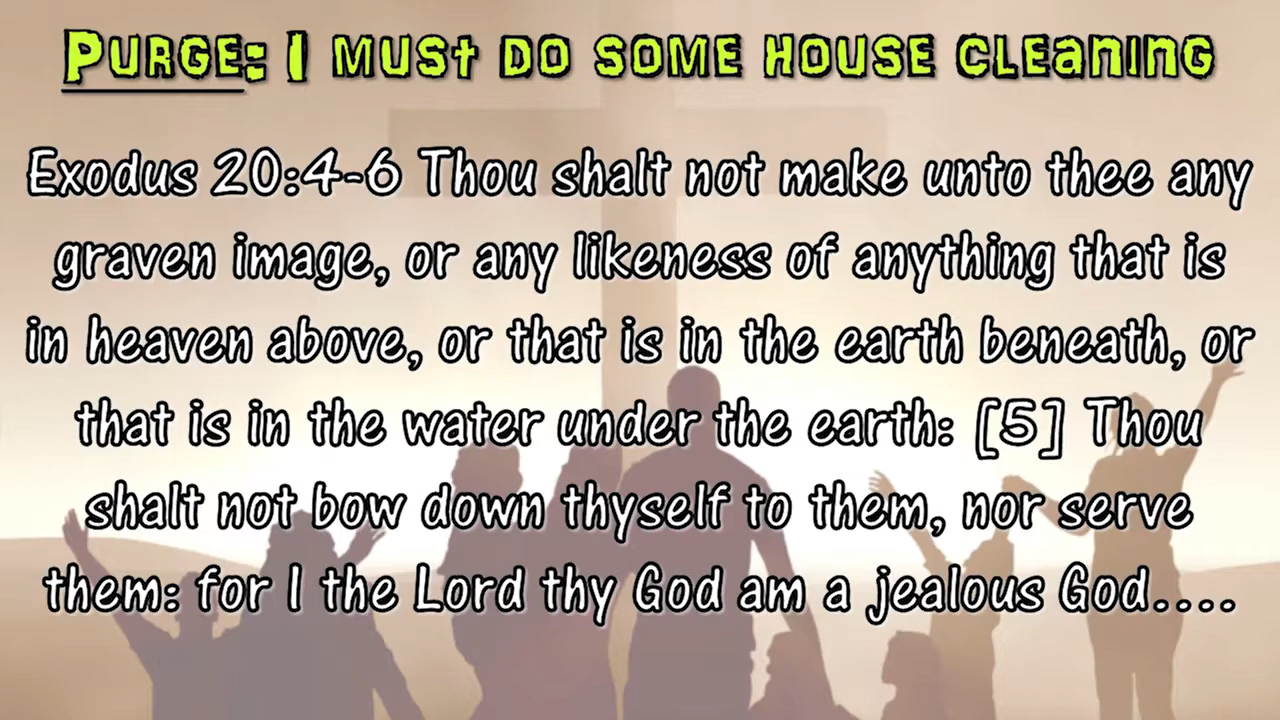 Purge: I must do some house cleaning
Exodus 20:4-6 Thou shalt not make unto thee any
graven image, or any likeness of anything that is
in heaven above, or that is in the earth beneath, or
that is in the water under the earth: [5] Thou
shalt not bow down thyself to them, nor serve
them: for I the Lord thy God am a jealous God....